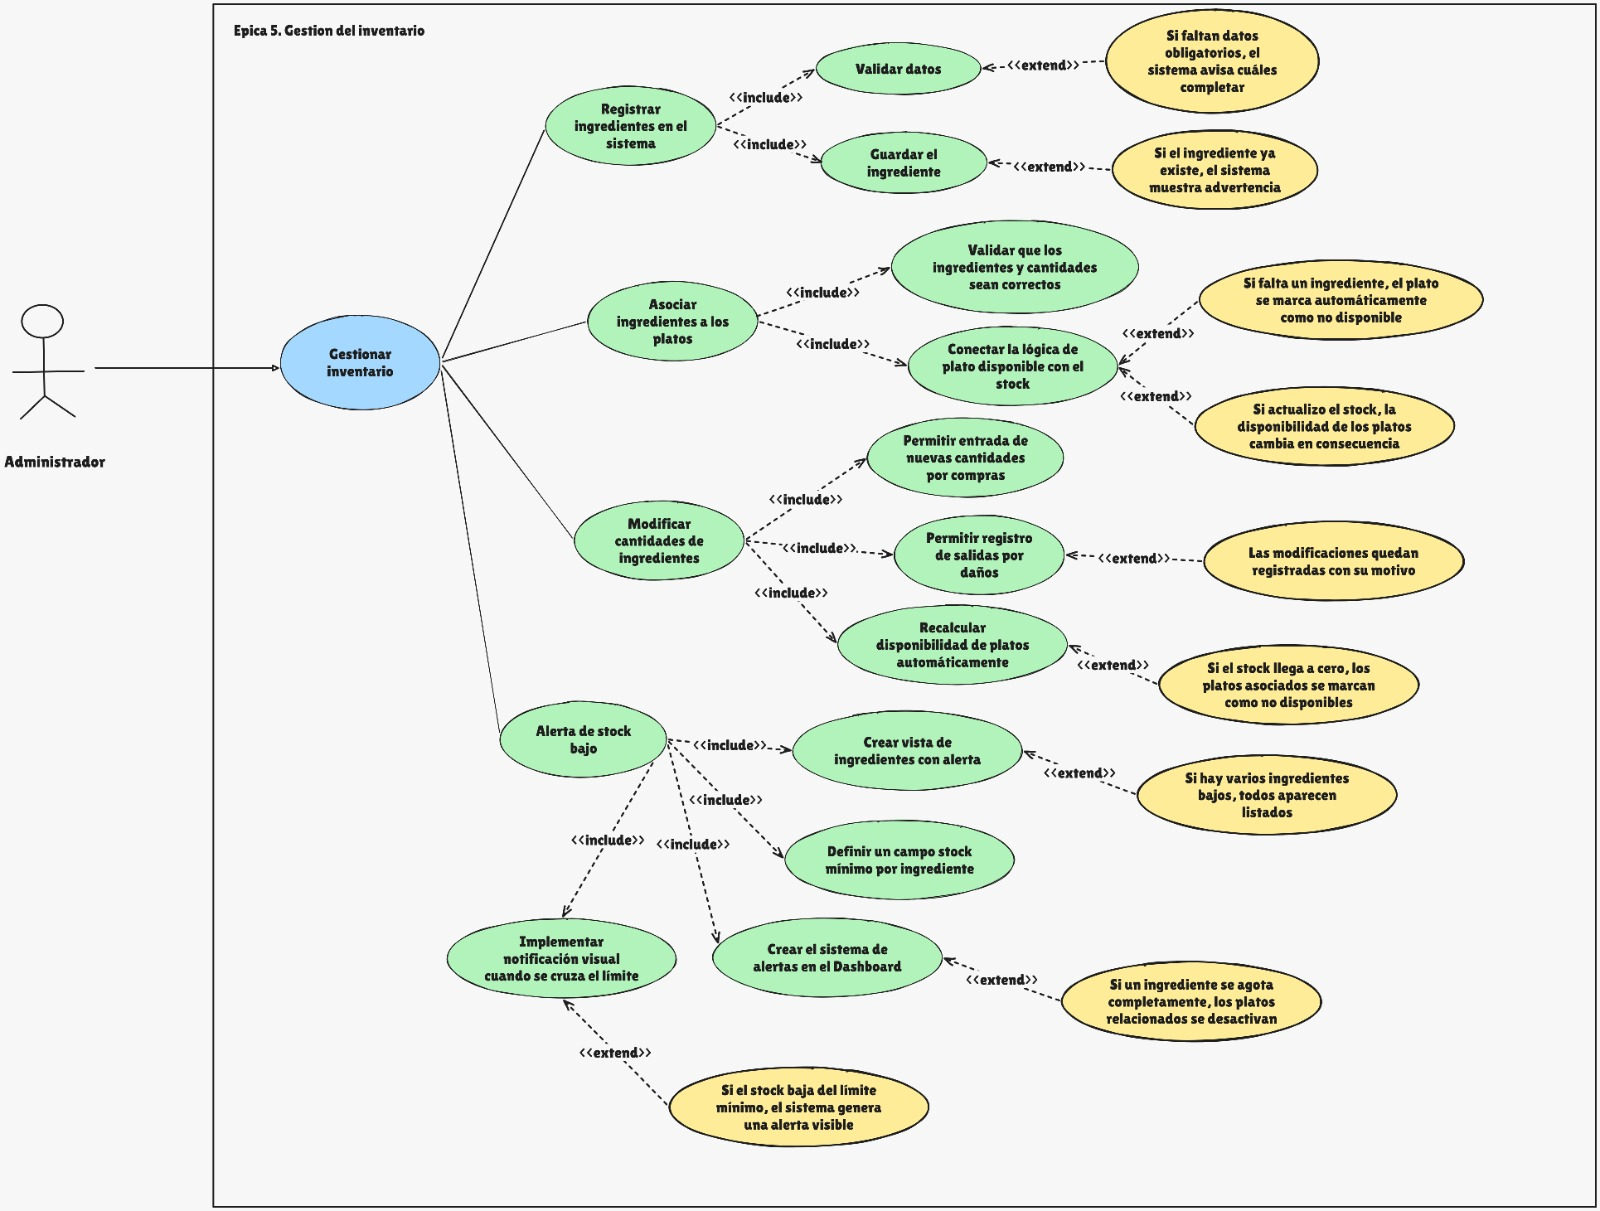 Epica 5. Gestion del inventario
Administrador
Gestionar
inventario
Registrar
ingredientes en el
sistema
<<include>>
Validar datos
<<extend>>
Si faltan datos
obligatorios, el
sistema avisa cuáles
completar
<<include>>
Guardar el
ingrediente
<<extend>>
Si el ingrediente ya
existe, el sistema
muestra advertencia
Asociar
ingredientes a los
platos
<<include>>
Validar que los
ingredientes y cantidades
sean correctos
<<include>>
Conectar la lógica de
plato disponible con el
stock
<<extend>>
Si falta un ingrediente, el plato
se marca automáticamente
como no disponible
<<extend>>
Si actualizo el stock, la
disponibilidad de los platos
cambia en consecuencia
Modificar
cantidades de
ingredientes
<<include>>
Permitir entrada de
nuevas cantidades
por compras
<<include>>
Permitir registro
de salidas por
daños
<<extend>>
Las modificaciones quedan
registradas con su motivo
<<include>>
Recalcular
disponibilidad de platos
automáticamente
<<extend>>
Si el stock llega a cero, los
platos asociados se marcan
como no disponibles
Alerta de stock
bajo
<<include>>
Crear vista de
ingredientes con alerta
<<extend>>
Si hay varios ingredientes
bajos, todos aparecen
listados
<<include>>
Definir un campo stock
mínimo por ingrediente
<<include>>
Crear el sistema de
alertas en el Dashboard
<<extend>>
Si un ingrediente se agota
completamente, los platos
relacionados se desactivan
<<include>>
Implementar
notificación visual
cuando se cruza el límite
<<extend>>
Si el stock baja del límite
mínimo, el sistema genera
una alerta visible